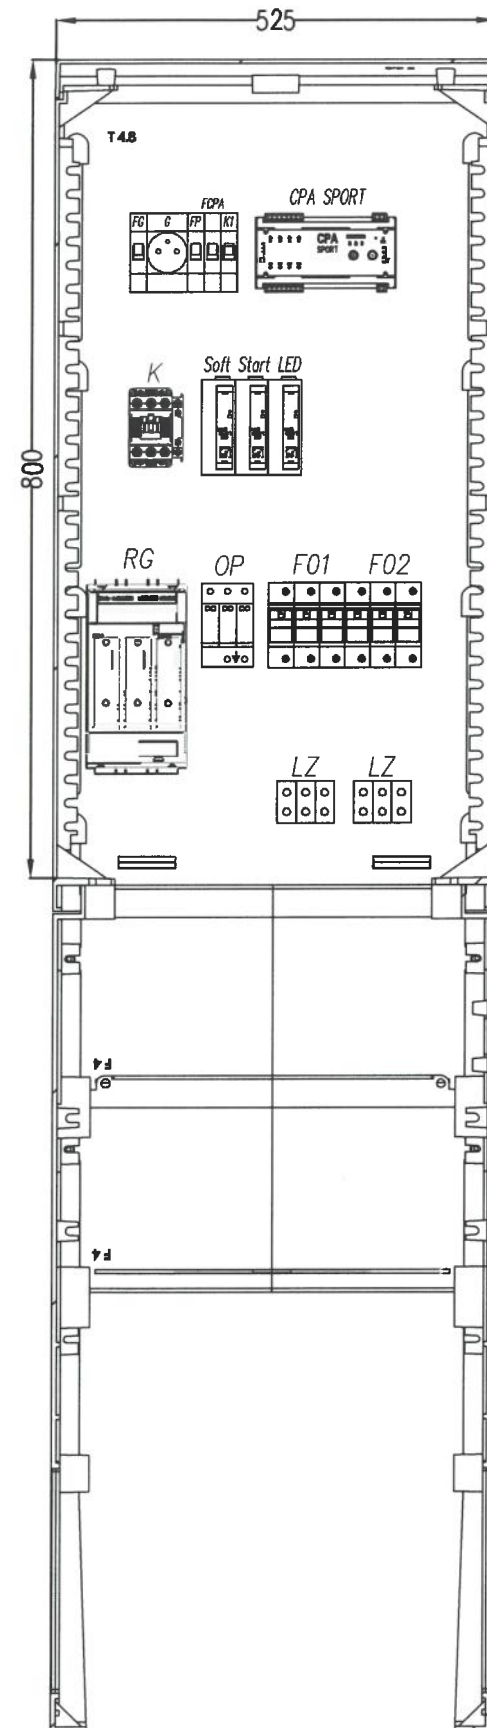 525
800
T4.8
FCPA
FG G FP K1
CPA SPORT
CPA
SPORT
K
Soft Start LED
RG
OP
F01
F02
LZ
LZ
F4
F4